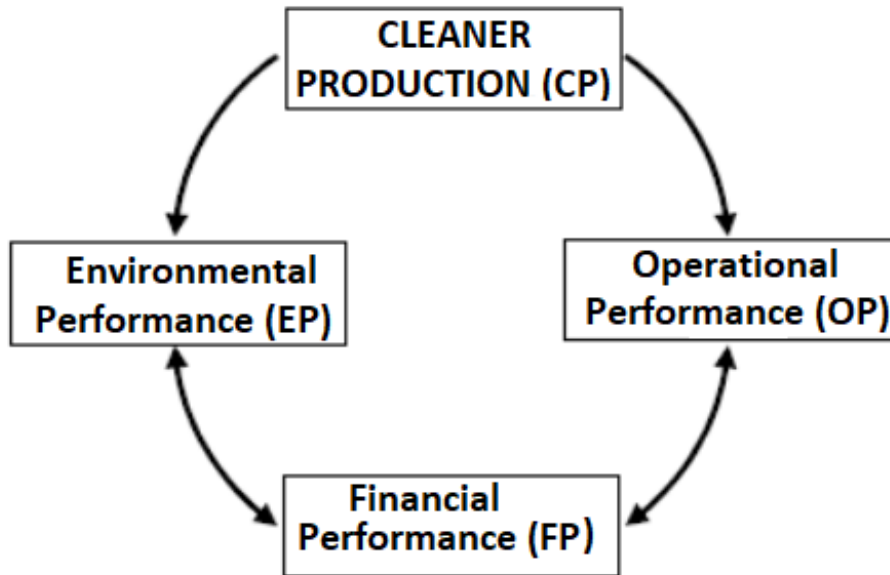 CLEANER
PRODUCTION (CP)
Environmental
Performance (EP)
Operational
Performance (OP)
Financial
Performance (FP)